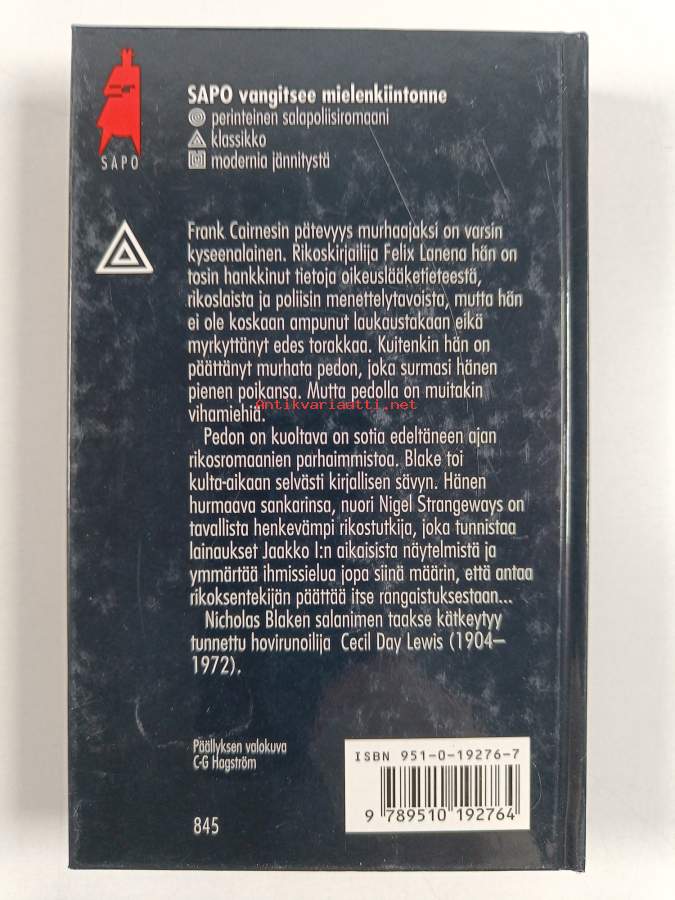 SAPO vangitsee mielenkiintonne
perinteinen salapoliisiromaani
klassikko
modernia jännitystä
SAPO
Frank Cairnesin pätevyys murhaajaksi on varsin
kyseenalainen. Rikoskirjailija Felix Lanena hän on
tosin hankkinut tietoja oikeuslääketieteestä,
rikoslaista ja poliisin menettelytavoista, mutta hän
ei ole koskaan ampunut laukaustakaan eikä
myrkyttänyt edes torakkaa. Kuitenkin hän on
päättänyt murhata pedon, joka surmasi hänen
pienen poikansa. Mutta pedolla on muitakin
vihamiehiä.
Antikvariaatti.net
Pedon on kuoltava on sotia edeltäneen ajan
rikosromaanien parhaimmistoa. Blake toi
kulta-aikaan selvästi kirjallisen sävyn. Hänen
hurmaava sankarinsa, nuori Nigel Strangeways on
tavallista henkevämpi rikostutkija, joka tunnistaa
lainaukset Jaakko I:n aikaisista näytelmistä ja
ymmärtää ihmissielua jopa siinä määrin, että antaa
rikoksentekijän päättää itse rangaistuksestaan...
Nicholas Blaken salanimen taakse kätkeytyy
tunnettu hovirunoilija Cecil Day Lewis (1904–
1972).
Päällyksen valokuva
C-G Hagström
845
ISBN 951-0-19276-7
9 789510 192764